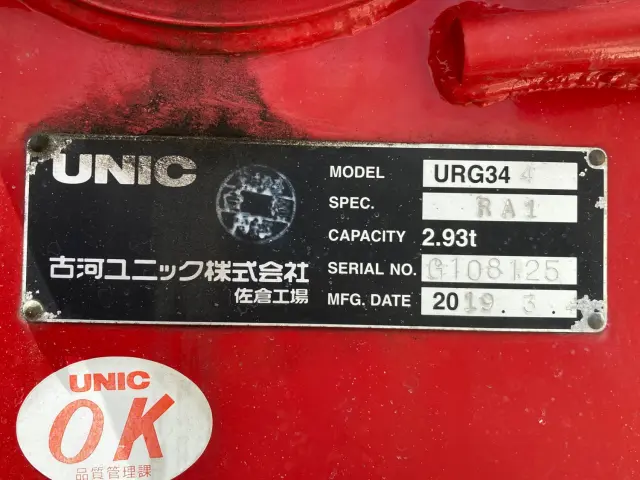 UNIC
MODEL URG344
SPEC. RA1
CAPACITY 2.93t
SERIAL NO. G108125
MFG. DATE 2019.3.
古河ユニック株式会社
佐倉工場
UNIC
OK
品質管理課